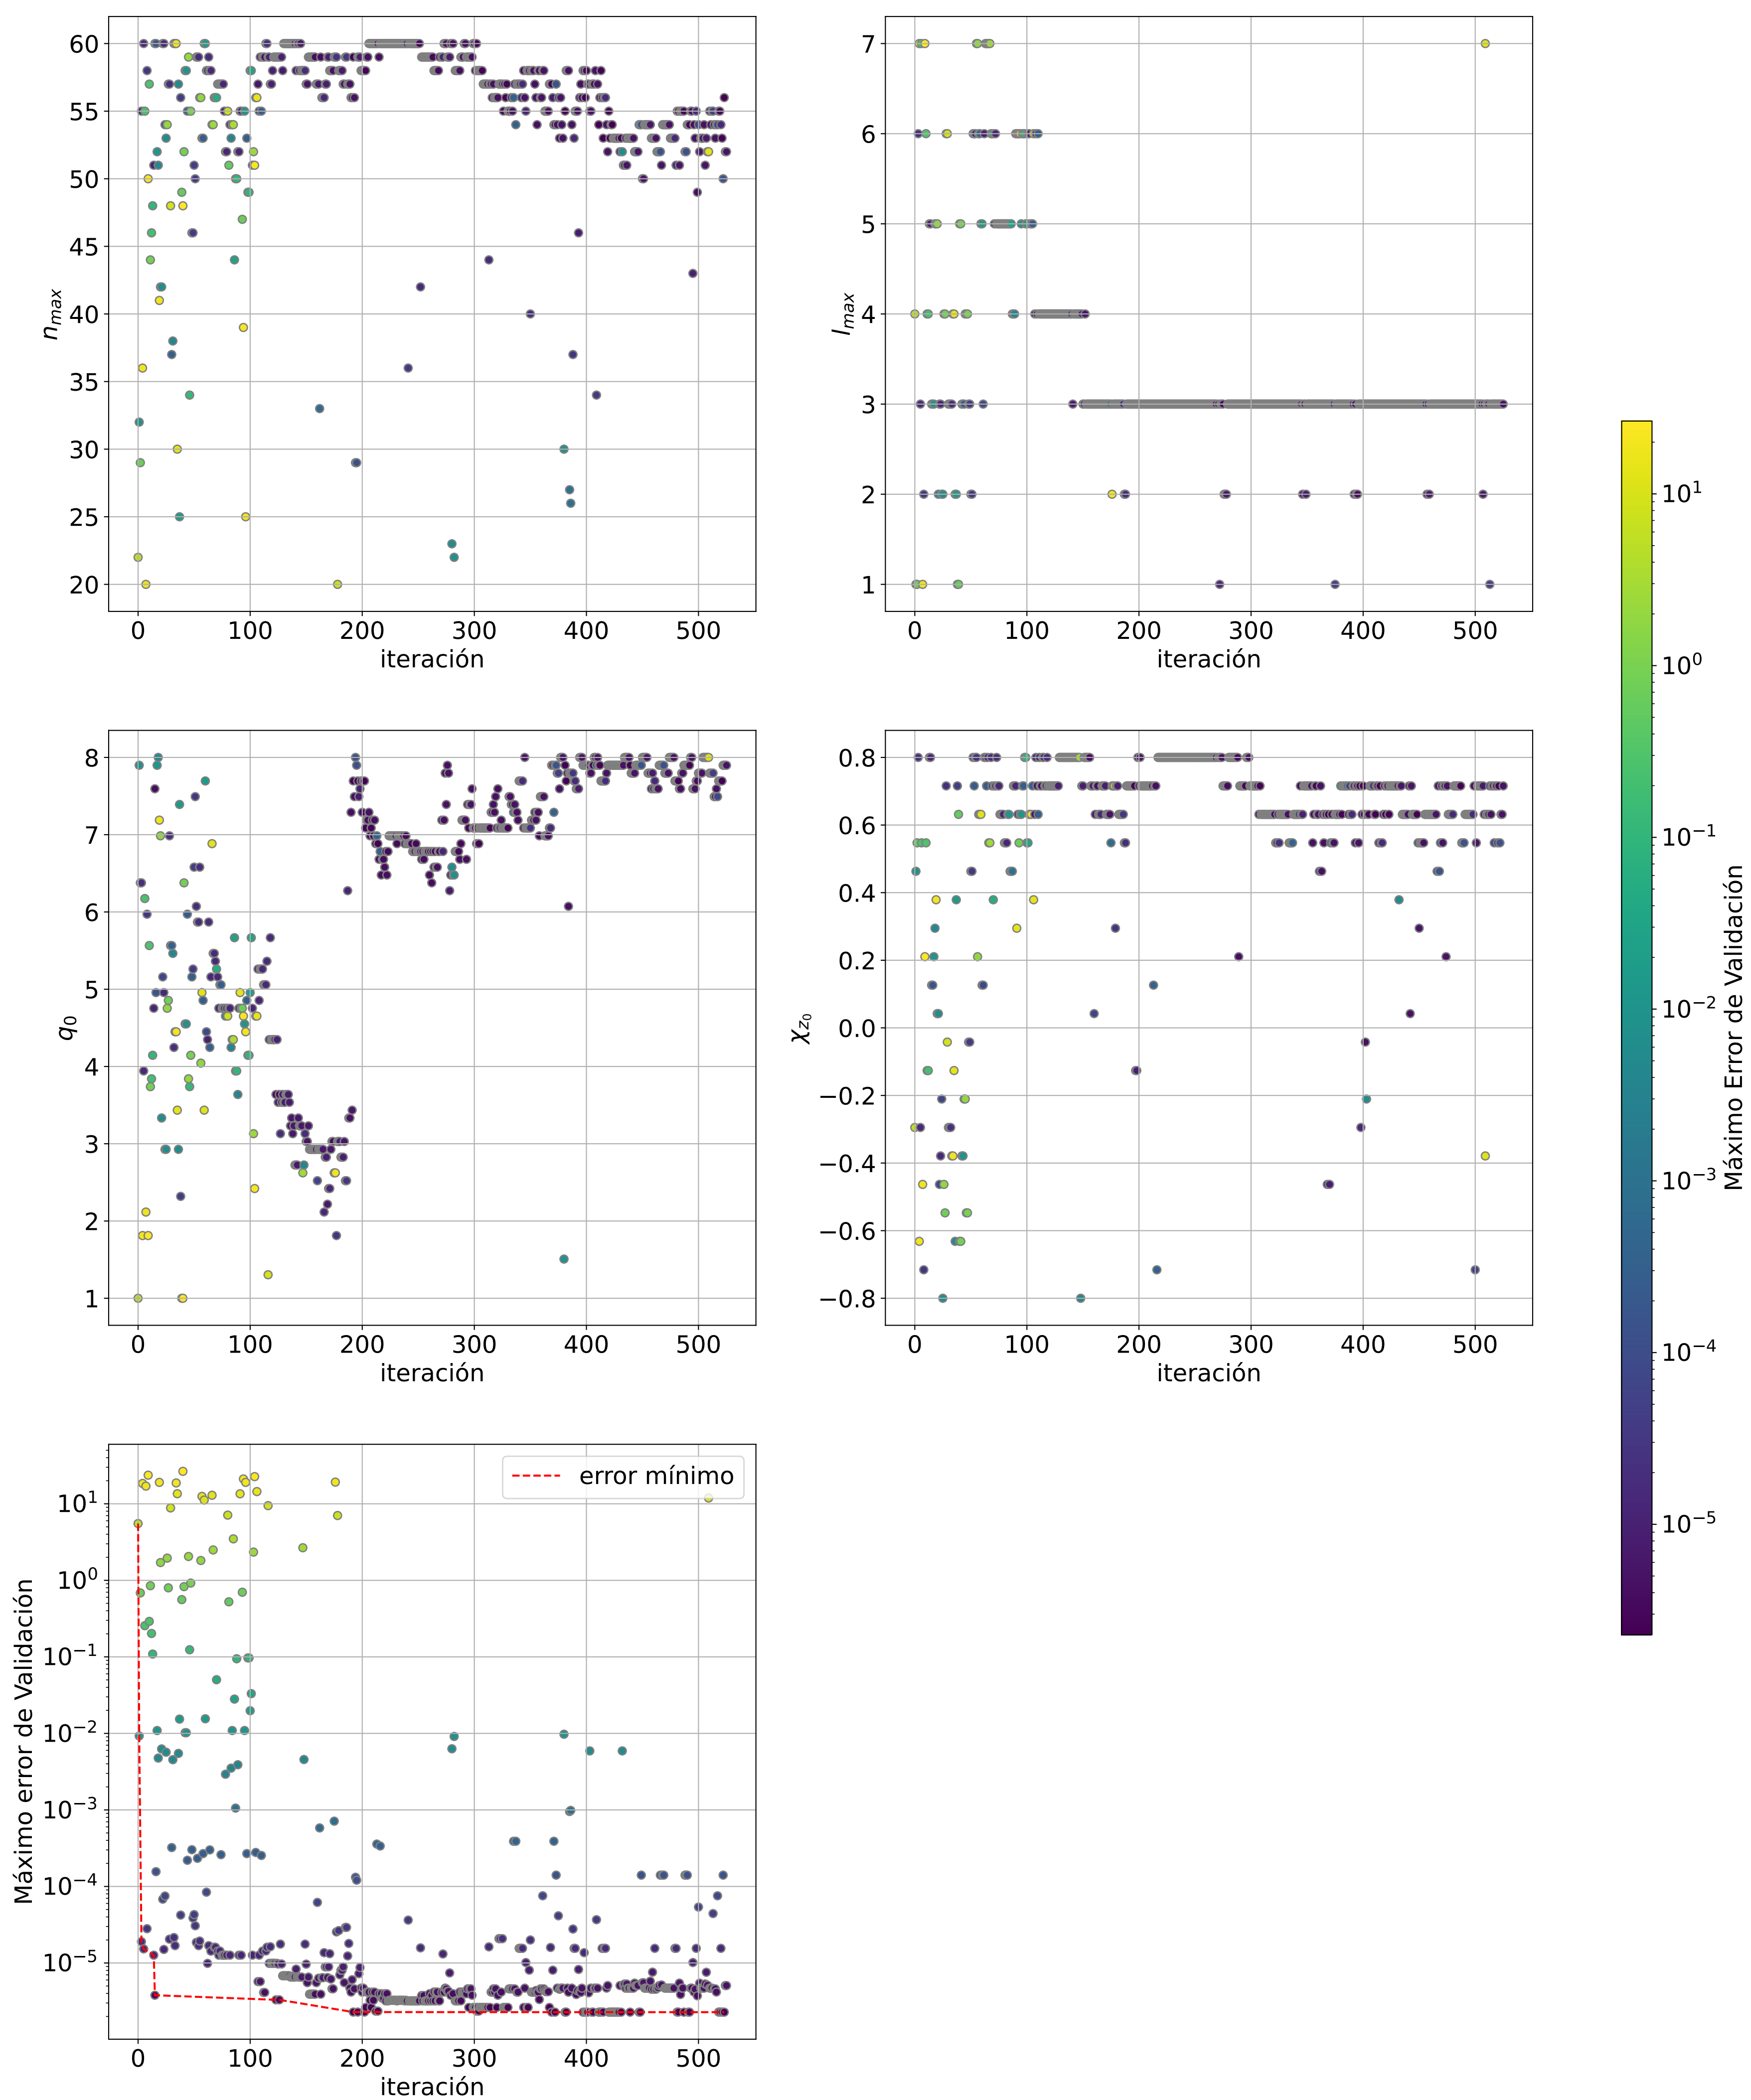 60
55
50
45
40
35
30
25
20
n_max
0 100 200 300 400 500
iteración
7
6
5
4
3
2
1
l_max
0 100 200 300 400 500
iteración
8
7
6
5
4
3
2
1
q_0
0 100 200 300 400 500
iteración
0.8
0.6
0.4
0.2
0.0
−0.2
−0.4
−0.6
−0.8
χ_{z_0}
0 100 200 300 400 500
iteración
error mínimo
10^1
10^0
10^−1
10^−2
10^−3
10^−4
10^−5
Máximo error de Validación
0 100 200 300 400 500
iteración
10^1
10^0
10^−1
10^−2
10^−3
10^−4
10^−5
Máximo Error de Validación